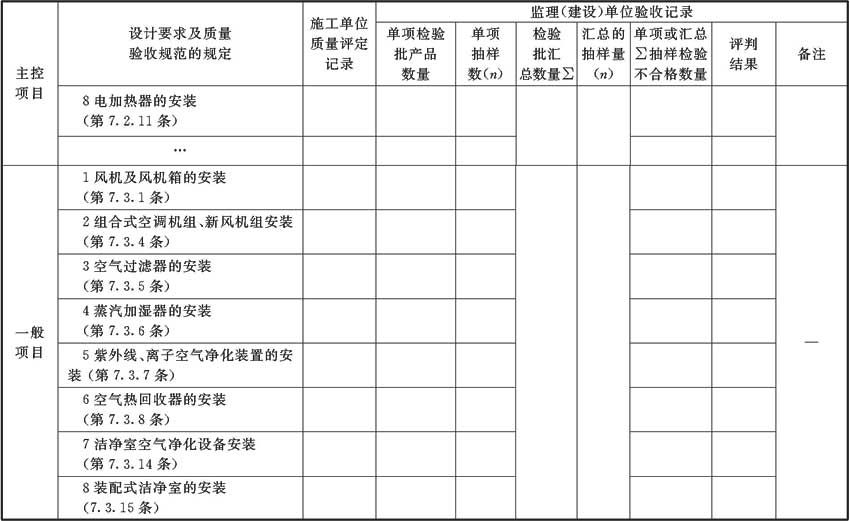 主控
项目
设计要求及质量
验收规范的规定
施工单位
质量评定
记录
监理(建设)单位验收记录
单项检验
批产品
数量
单项
抽样
数(n)
检验
批汇
总数量∑
汇总的
抽样量
(n)
单项或汇总
∑抽样检验
不合格数量
评判
结果
备注
8 电加热器的安装
(第 7.2.11 条)
…
一般
项目
1 风机及风机箱的安装
(第 7.3.1 条)
2 组合式空调机组、新风机组安装
(第 7.3.4 条)
3 空气过滤器的安装
(第 7.3.5 条)
4 蒸汽加湿器的安装
(第 7.3.6 条)
5 紫外线、离子空气净化装置的安
装 (第 7.3.7 条)
6 空气热回收器的安装
(第 7.3.8 条)
7 洁净室空气净化设备安装
(第 7.3.14 条)
8 装配式洁净室的安装
(7.3.15 条)
—